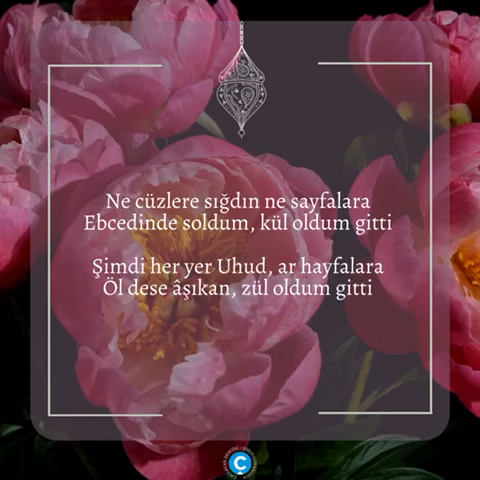 Ne cüzlere sığdın ne sayfalara
Ebcedinde soldum, kül oldum gitti
Şimdi her yer Uhud, ar hayfalara
Öl dese âşıkan, zül oldum gitti